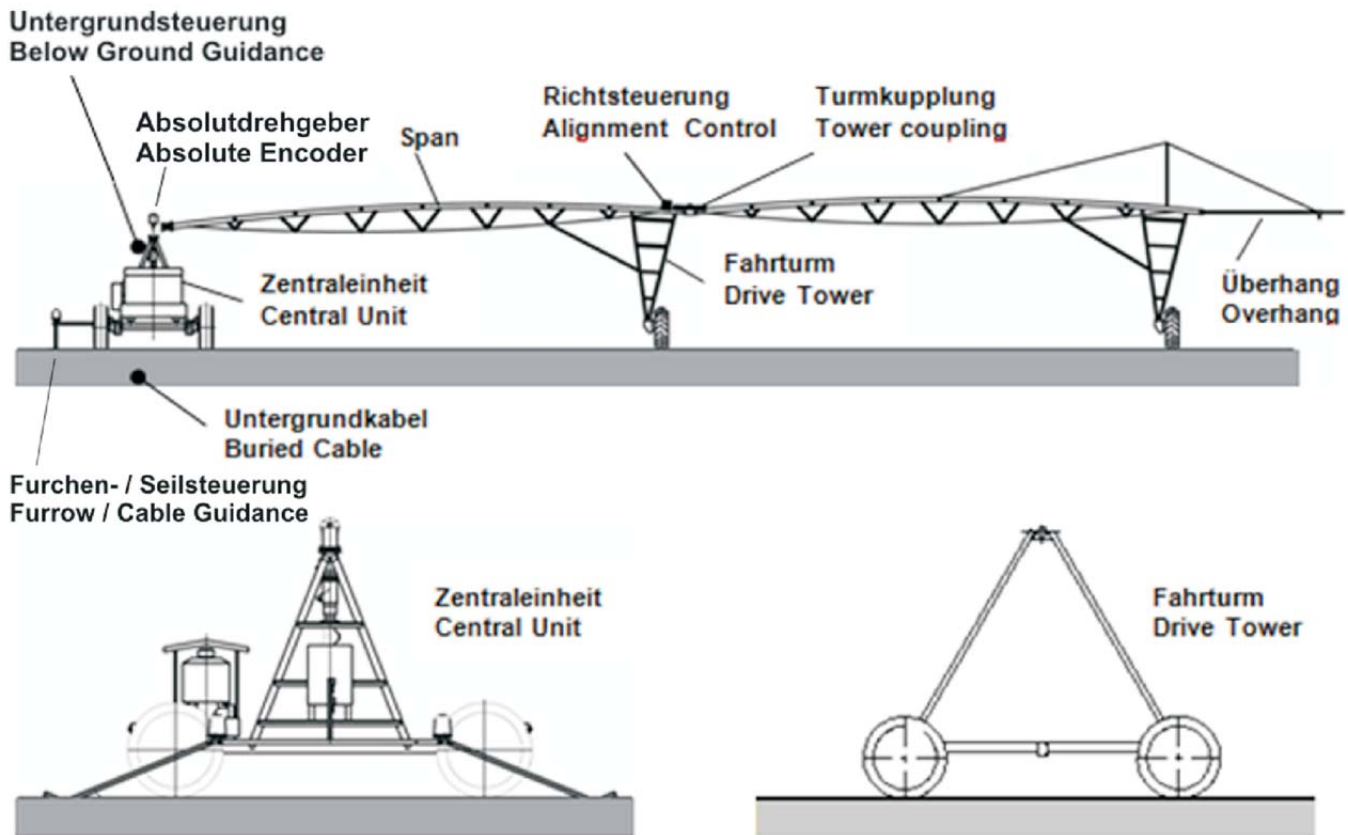 Untergrundsteuerung
Below Ground Guidance
Absolutdrehgeber
Absolute Encoder
Span
Richtsteuerung
Alignment Control
Turmkupplung
Tower coupling
Zentraleinheit
Central Unit
Fahrturm
Drive Tower
Überhang
Overhang
Untergrundkabel
Buried Cable
Furchen- / Seilsteuerung
Furrow / Cable Guidance
Zentraleinheit
Central Unit
Fahrturm
Drive Tower